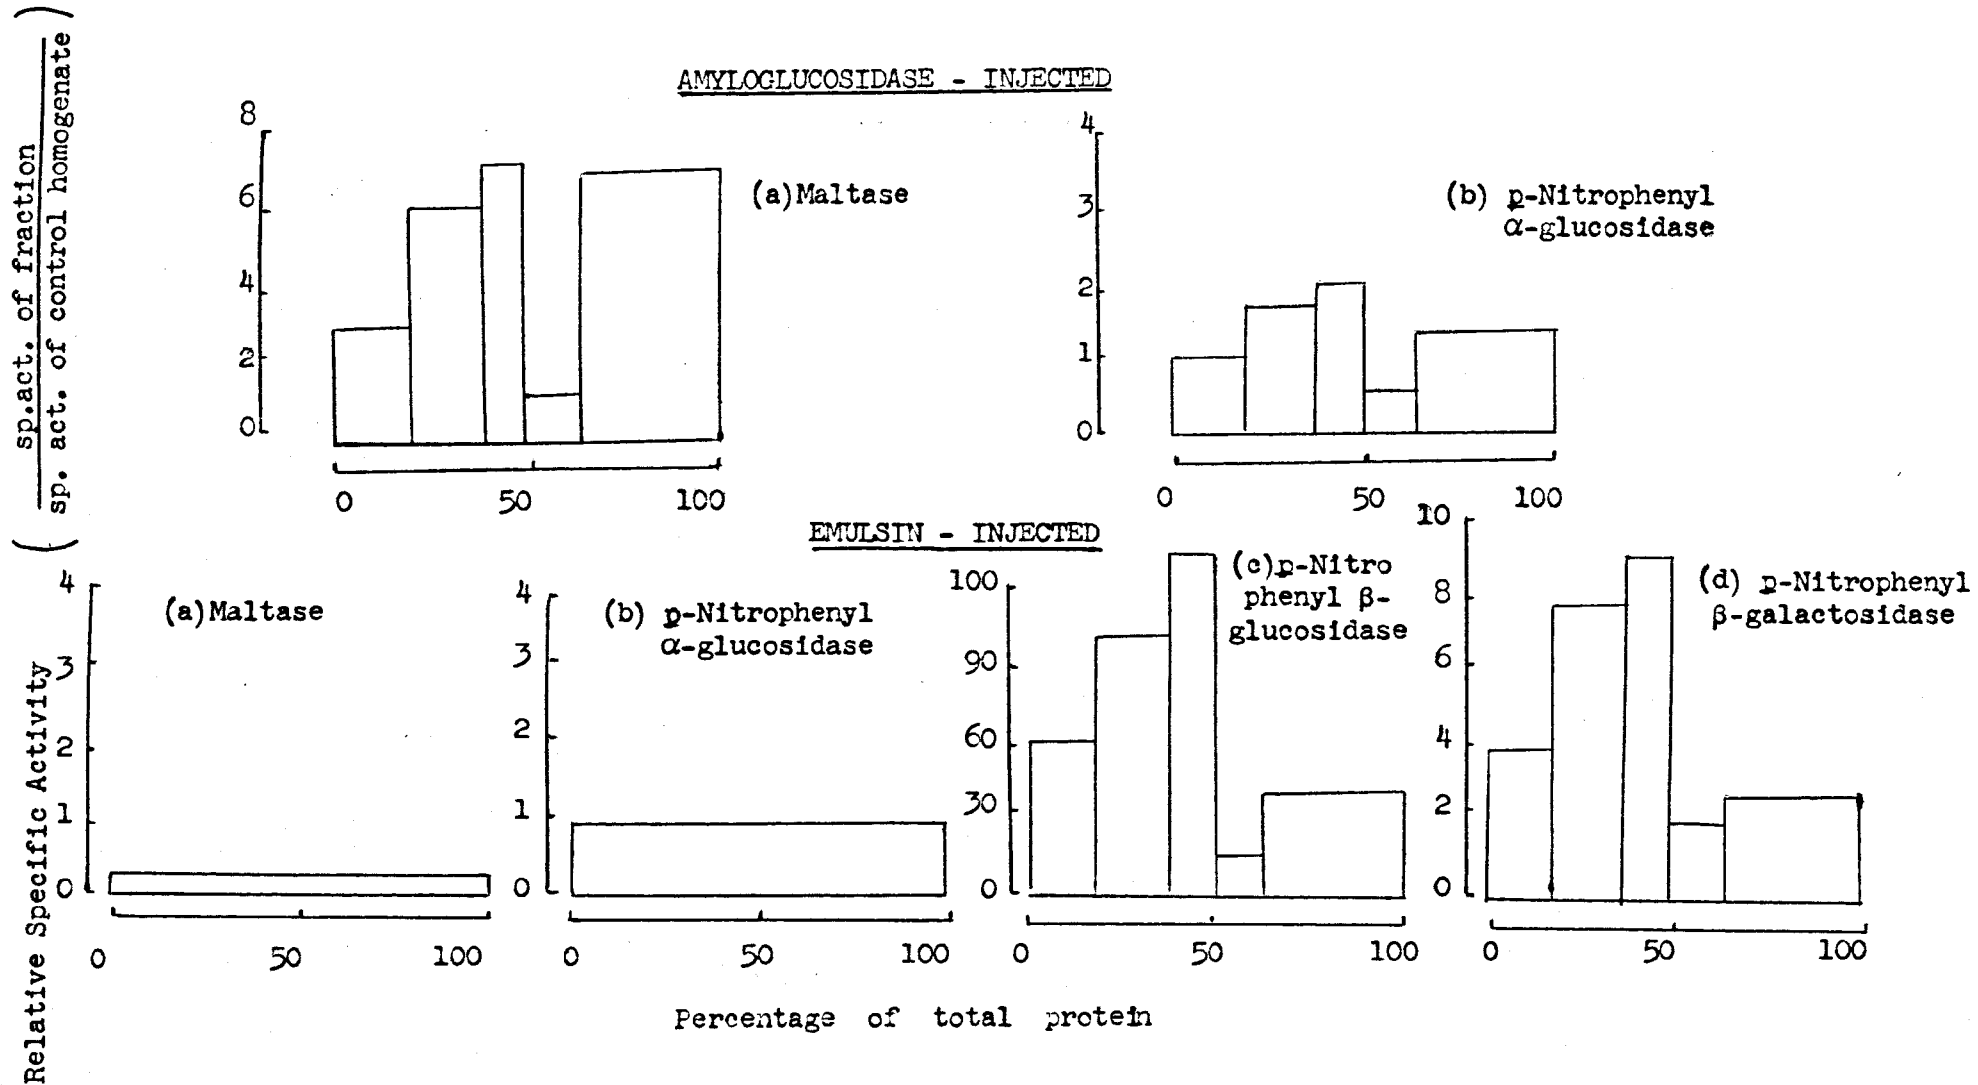 Relative Specific Activity ( sp.act. of fraction
sp. act. of control homogenate )
AMYLOGLUCOSIDASE - INJECTED
8
6
4
2
0
(a)Maltase
0 50 100
4
3
2
1
0
(b) p-Nitrophenyl
α-glucosidase
0 50 100
EMULSIN - INJECTED
4
3
2
1
0
(a)Maltase
0 50 100
4
3
2
1
0
(b) p-Nitrophenyl
α-glucosidase
0 50 100
100
90
60
30
0
(c)p-Nitro
phenyl β-
glucosidase
0 50 100
10
8
6
4
2
0
(d) p-Nitrophenyl
β-galactosidase
0 50 100
Percentage of total protein